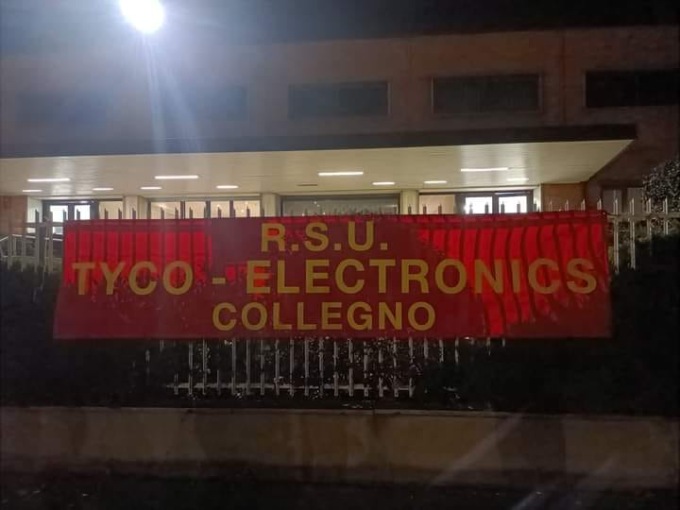 R.S.U.
TYCO - ELECTRONICS
COLLEGNO